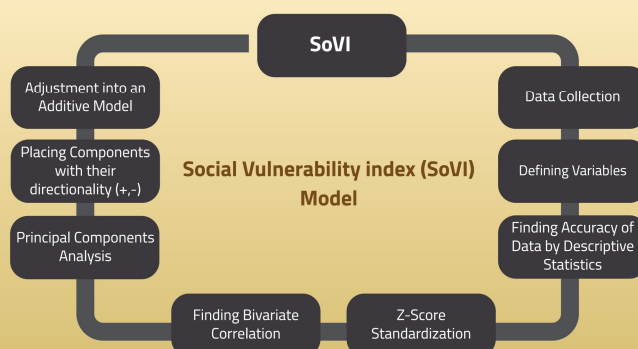 SoVI
Data Collection
Defining Variables
Finding Accuracy of
Data by Descriptive
Statistics
Z-Score
Standardization
Finding Bivariate
Correlation
Principal Components
Analysis
Placing Components
with their
directionality (+,-)
Adjustment into an
Additive Model
Social Vulnerability index (SoVI)
Model